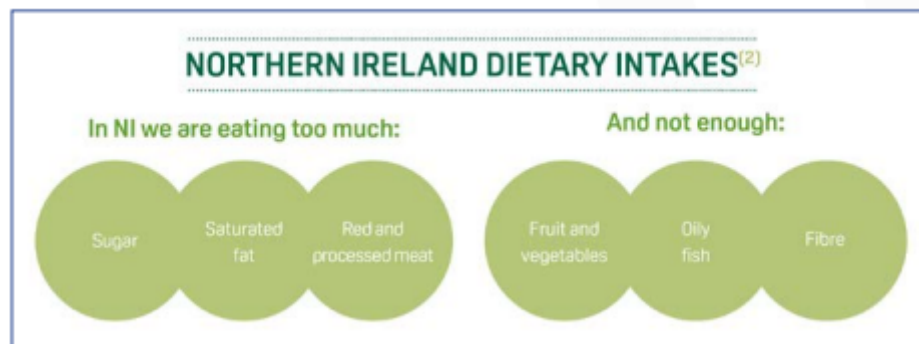 NORTHERN IRELAND DIETARY INTAKES(2)
In NI we are eating too much:
Sugar
Saturated
fat
Red and
processed meat
And not enough:
Fruit and
vegetables
Oily
fish
Fibre